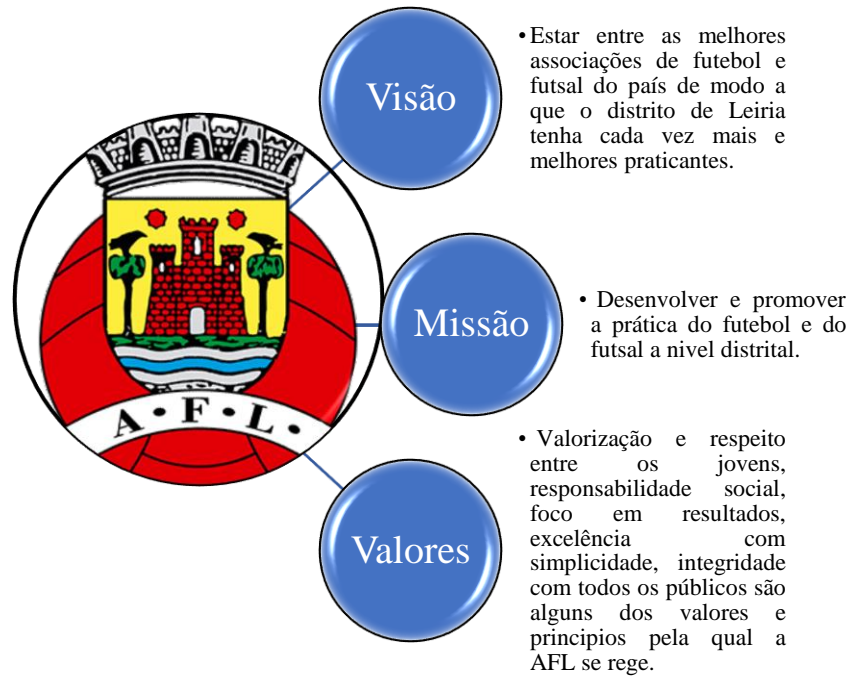 Visão
•Estar entre as melhores
associações de futebol e
futsal do país de modo a
que o distrito de Leiria
tenha cada vez mais e
melhores praticantes.
Missão
• Desenvolver e promover
a prática do futebol e do
futsal a nivel distrital.
A • F • L •
Valores
• Valorização e respeito
entre os jovens,
responsabilidade social,
foco em resultados,
excelência com
simplicidade, integridade
com todos os públicos são
alguns dos valores e
principios pela qual a
AFL se rege.